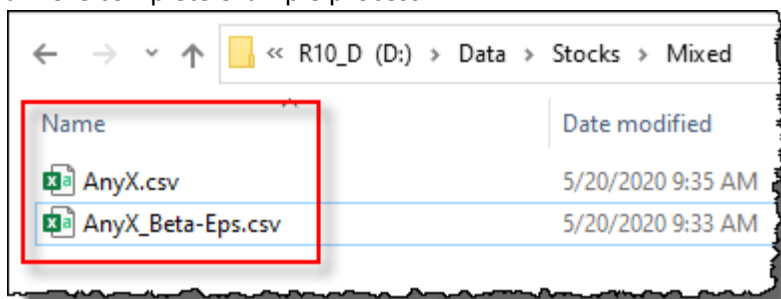 « R10_D (D:) > Data > Stocks > Mixed
Name Date modified
AnyX.csv 5/20/2020 9:35 AM
AnyX_Beta-Eps.csv 5/20/2020 9:33 AM